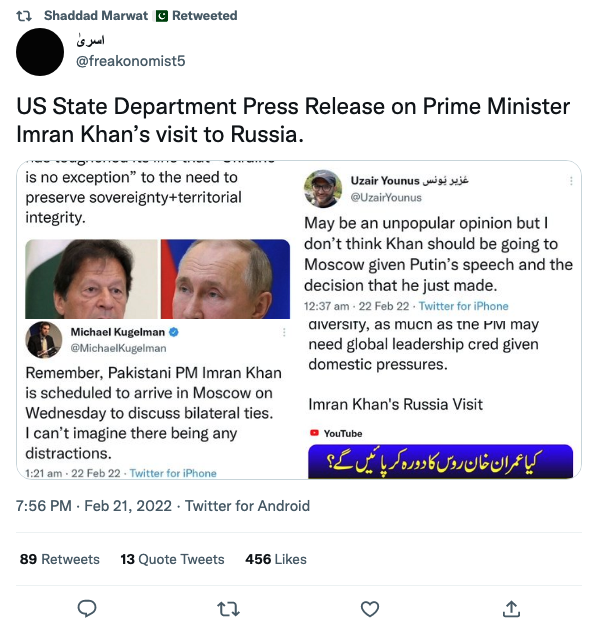 Shaddad Marwat Retweeted
اسریٰ
@freakonomist5
US State Department Press Release on Prime Minister
Imran Khan’s visit to Russia.
is no exception” to the need to
preserve sovereignty+territorial
integrity.
Michael Kugelman
@MichaelKugelman
Remember, Pakistani PM Imran Khan
is scheduled to arrive in Moscow on
Wednesday to discuss bilateral ties.
I can’t imagine there being any
distractions.
1:21 am · 22 Feb 22 · Twitter for iPhone
Uzair Younus عُزیر یُونس
@UzairYounus
May be an unpopular opinion but I
don’t think Khan should be going to
Moscow given Putin’s speech and the
decision that he just made.
12:37 am · 22 Feb 22 · Twitter for iPhone
diversity, as much as the PM may
need global leadership cred given
domestic pressures.
Imran Khan's Russia Visit
YouTube
کیا عمران خان روس کا دورہ کر پائیں گے؟
7:56 PM · Feb 21, 2022 · Twitter for Android
89 Retweets 13 Quote Tweets 456 Likes